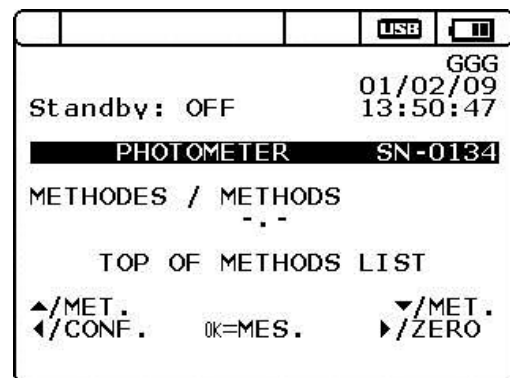 USB
GGG
01/02/09
Standby: OFF 13:50:47
PHOTOMETER SN-0134
METHODES / METHODS
-.-
TOP OF METHODS LIST
▲/MET. ▼/MET.
◀/CONF. OK=MES. ▶/ZERO